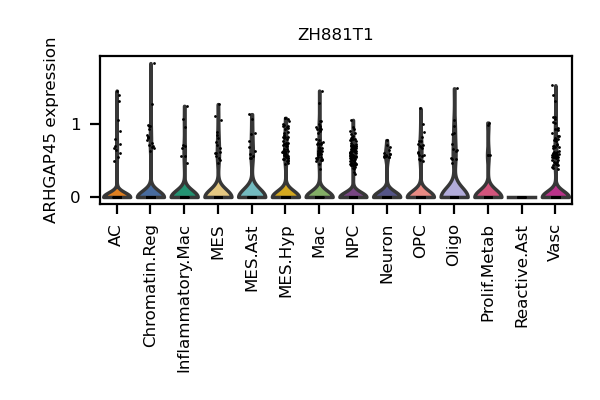 ZH881T1
ARHGAP45 expression
1
0
AC
Chromatin.Reg
Inflammatory.Mac
MES
MES.Ast
MES.Hyp
Mac
NPC
Neuron
OPC
Oligo
Prolif.Metab
Reactive.Ast
Vasc